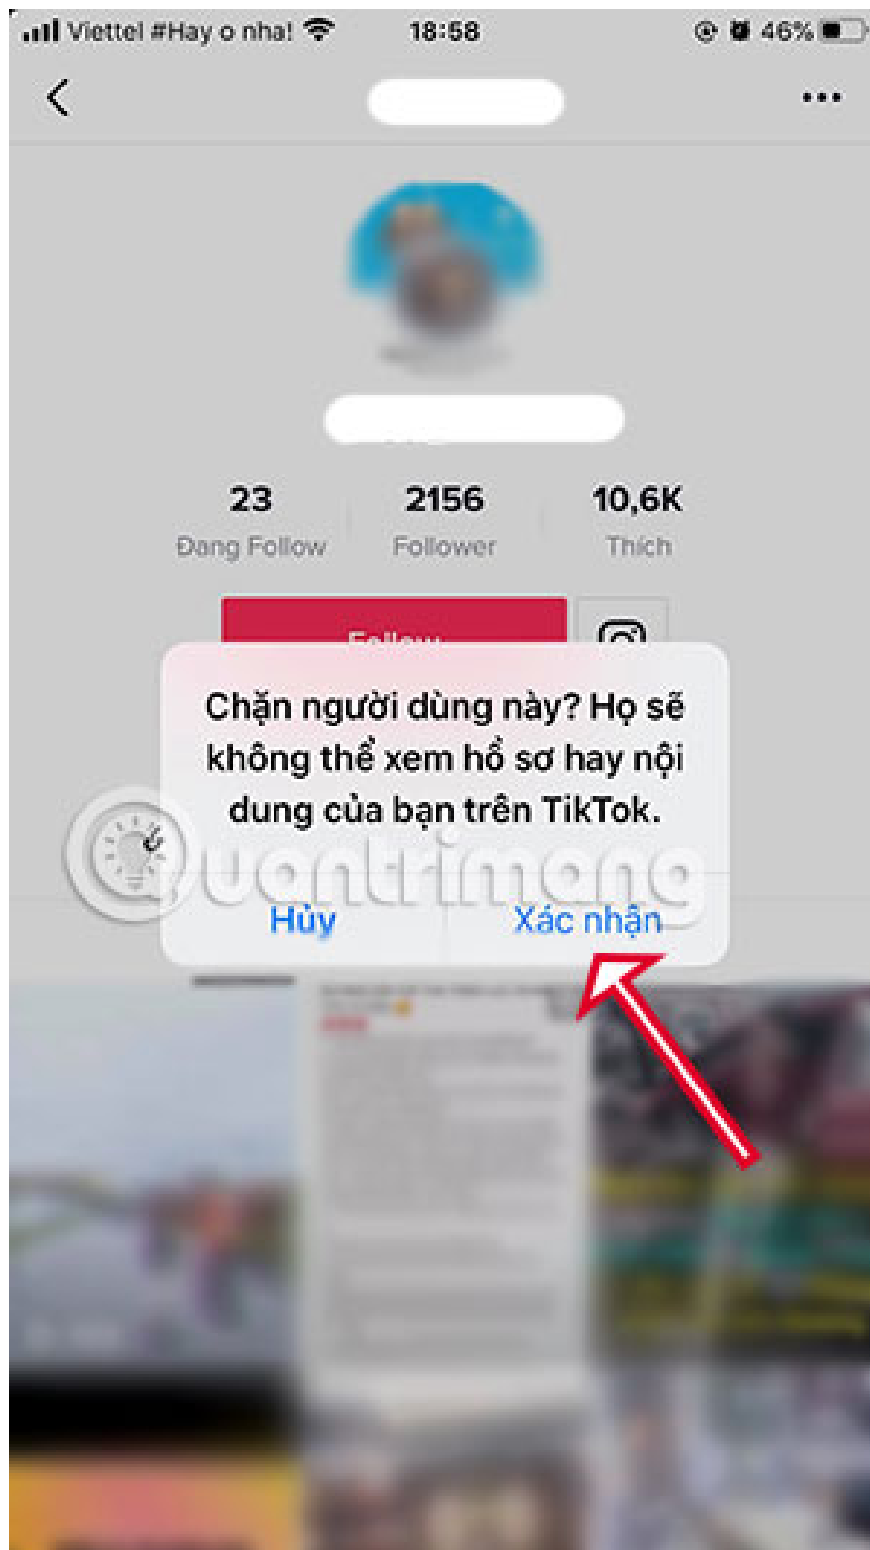 Viettel #Hay o nha! 18:58 46%
23 2156 10,6K
Đang Follow Follower Thích
Follow
Chặn người dùng này? Họ sẽ
không thể xem hồ sơ hay nội
dung của bạn trên TikTok.
Quantrimang
Hủy Xác nhận